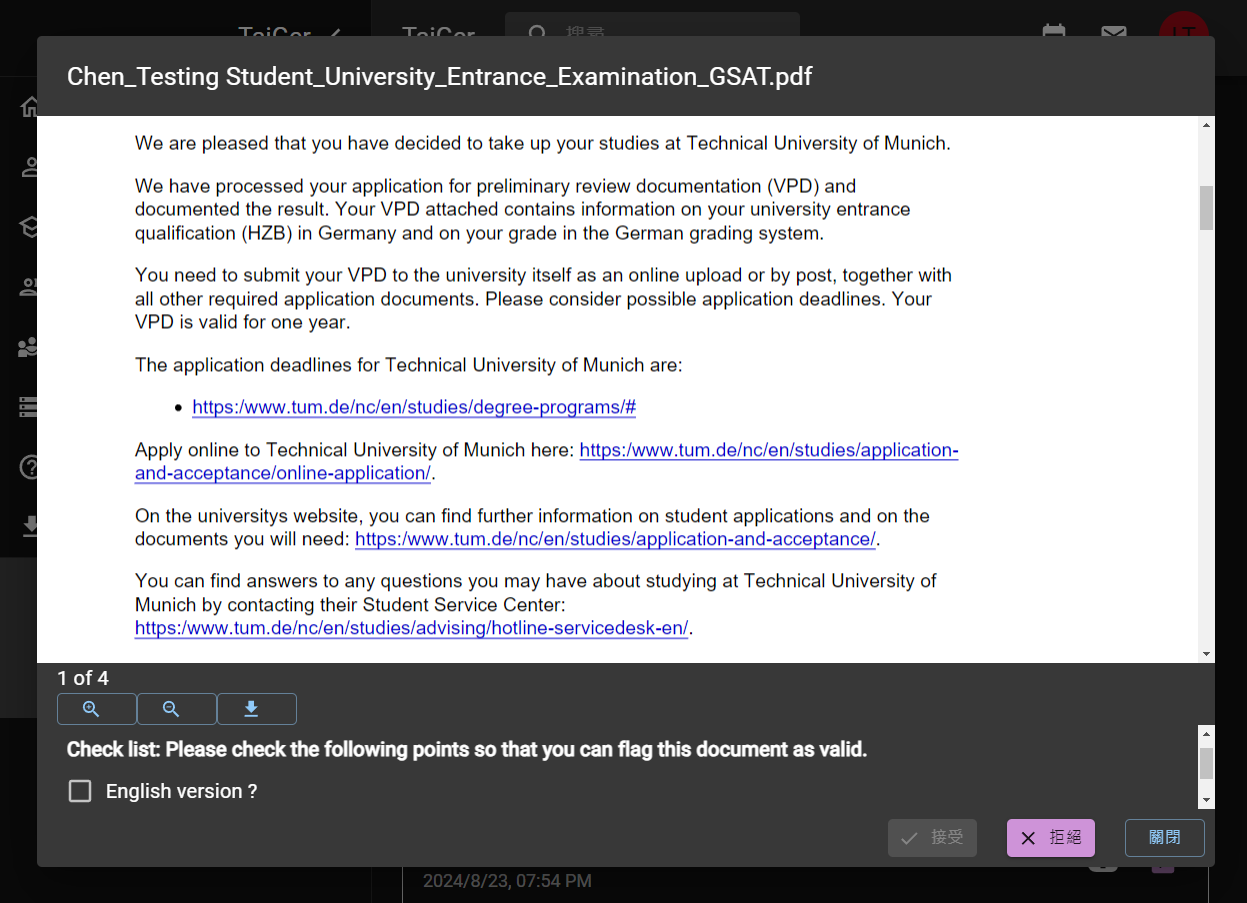 TaiGer
TaiGer
搜尋
LT
Chen_Testing Student_University_Entrance_Examination_GSAT.pdf
We are pleased that you have decided to take up your studies at Technical University of Munich.
We have processed your application for preliminary review documentation (VPD) and
documented the result. Your VPD attached contains information on your university entrance
qualification (HZB) in Germany and on your grade in the German grading system.
You need to submit your VPD to the university itself as an online upload or by post, together with
all other required application documents. Please consider possible application deadlines. Your
VPD is valid for one year.
The application deadlines for Technical University of Munich are:
• https:/www.tum.de/nc/en/studies/degree-programs/#
Apply online to Technical University of Munich here: https:/www.tum.de/nc/en/studies/application-
and-acceptance/online-application/.
On the universitys website, you can find further information on student applications and on the
documents you will need: https:/www.tum.de/nc/en/studies/application-and-acceptance/.
You can find answers to any questions you may have about studying at Technical University of
Munich by contacting their Student Service Center:
https:/www.tum.de/nc/en/studies/advising/hotline-servicedesk-en/.
1 of 4
Check list: Please check the following points so that you can flag this document as valid.
English version ?
接受
拒絕
關閉
2024/8/23, 07:54 PM